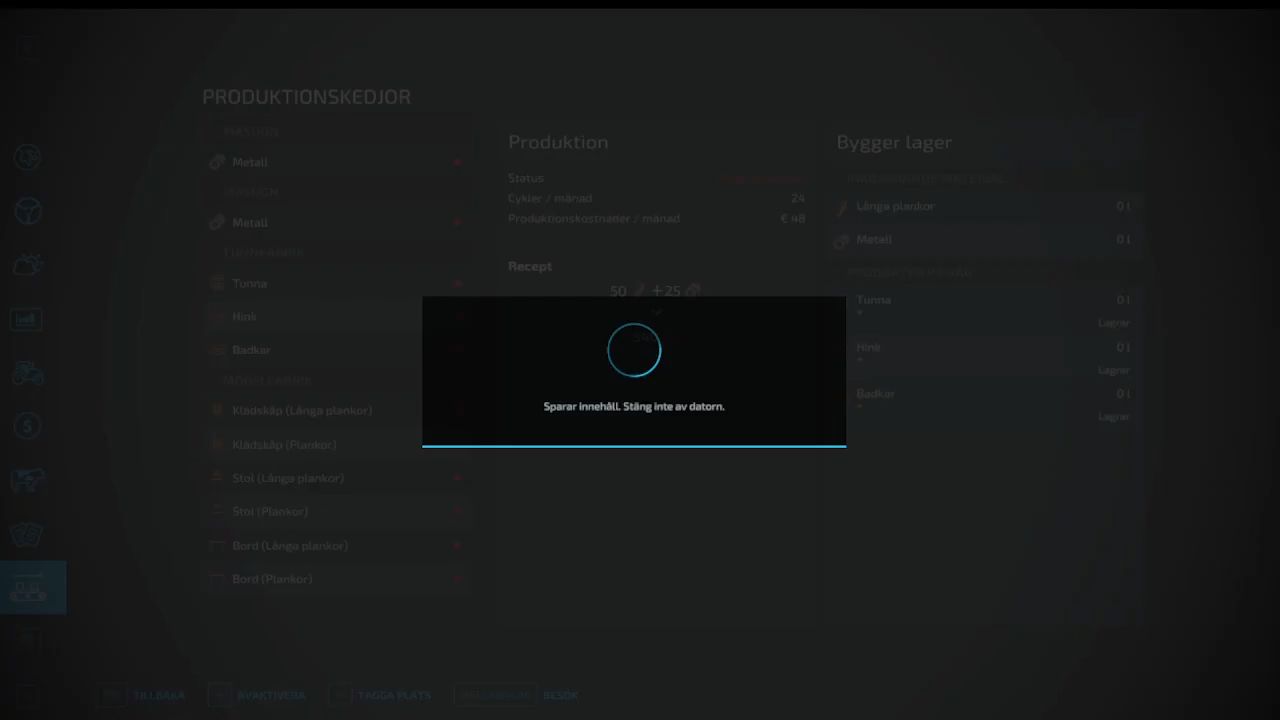 PRODUKTIONSKEDJOR
Metall
Metall
Tunna
Hink
Badkar
MÖBELFABRIK
Klädskåp (Långa plankor)
Klädskåp (Plankor)
Stol (Långa plankor)
Stol (Plankor)
Bord (Långa plankor)
Bord (Plankor)
Produktion
Status
Cykler / månad 24
Produktionskostnader / månad € 48
Recept
50 + 25
Sparar innehåll. Stäng inte av datorn.
Bygger lager
Långa plankor 0 l
Metall 0 l
Tunna 0 l
Lagrar
Hink 0 l
Lagrar
Badkar 0 l
Lagrar
TILLBAKA
AVAKTIVERA
TAGGA PLATS
BESÖK